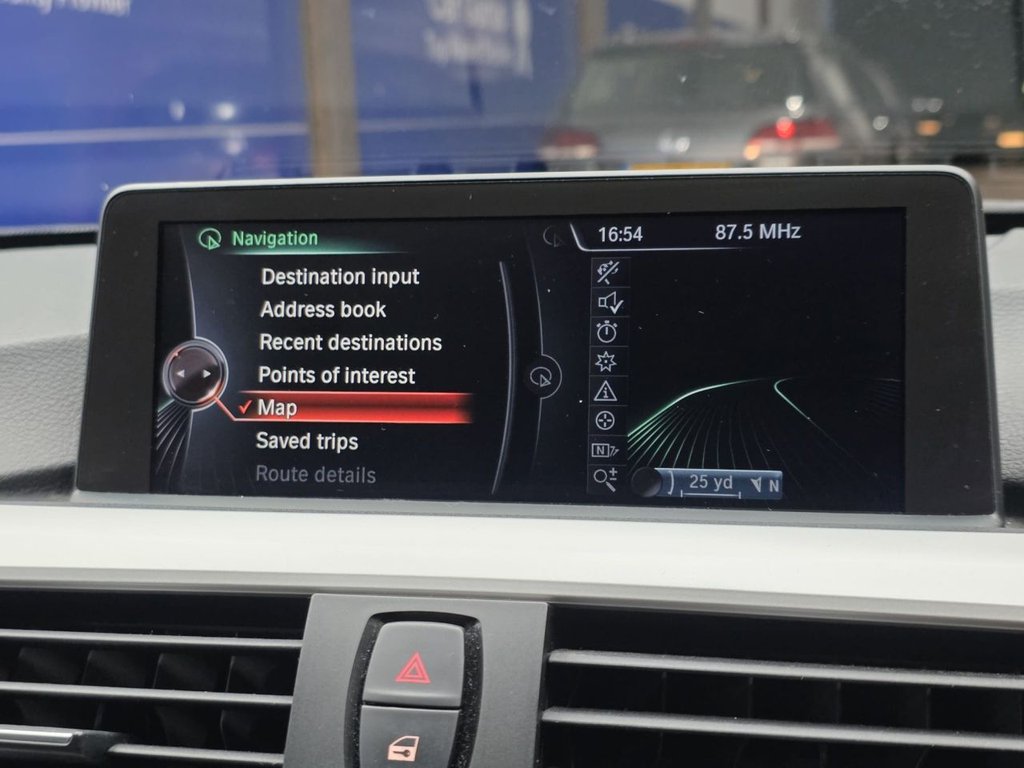 Navigation
16:54
87.5 MHz
Destination input
Address book
Recent destinations
Points of interest
Map
Saved trips
Route details
25 yd
N
N